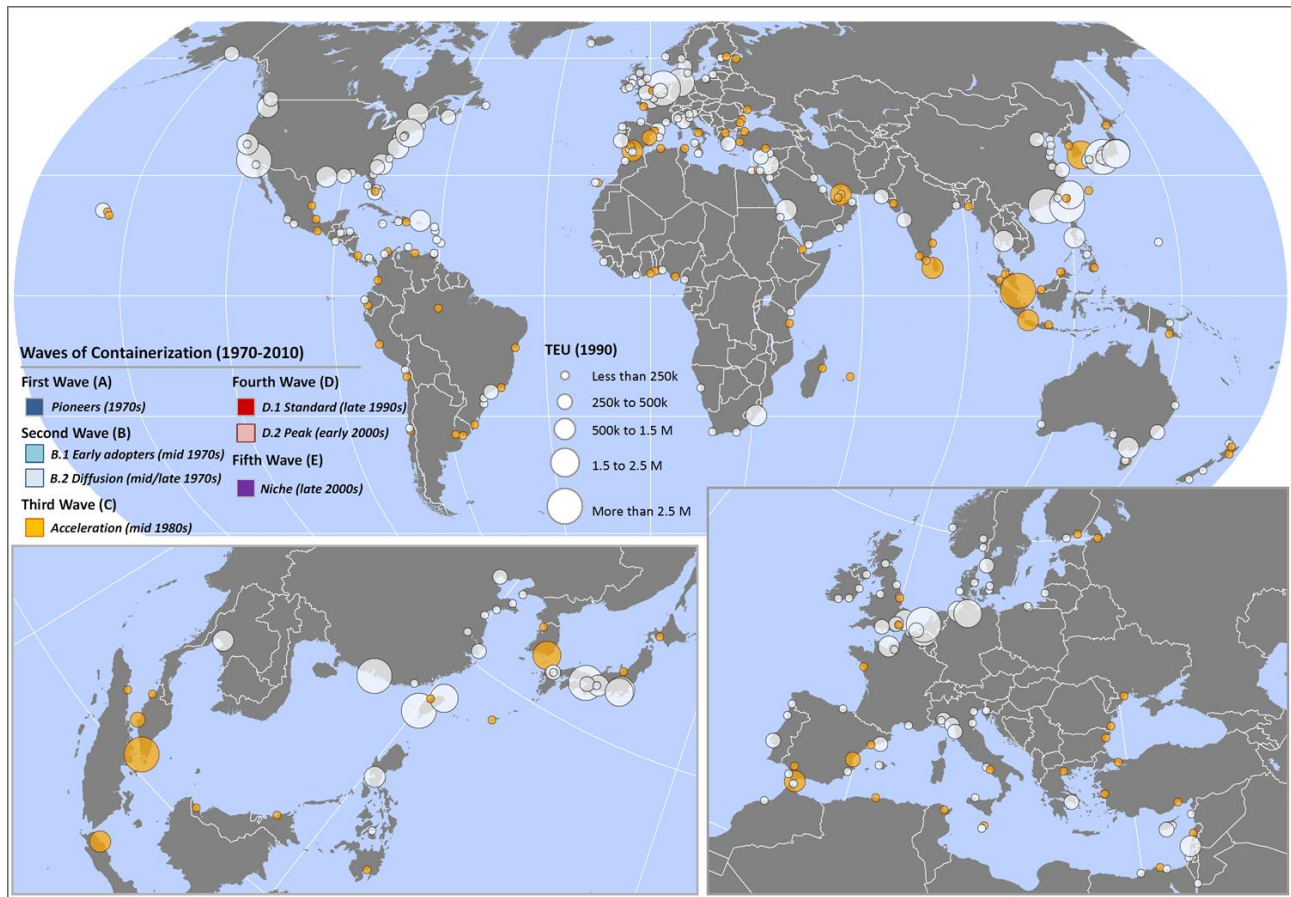 Waves of Containerization (1970-2010)
First Wave (A)
Pioneers (1970s)
Second Wave (B)
B.1 Early adopters (mid 1970s)
B.2 Diffusion (mid/late 1970s)
Third Wave (C)
Acceleration (mid 1980s)
Fourth Wave (D)
D.1 Standard (late 1990s)
D.2 Peak (early 2000s)
Fifth Wave (E)
Niche (late 2000s)
TEU (1990)
Less than 250k
250k to 500k
500k to 1.5 M
1.5 to 2.5 M
More than 2.5 M